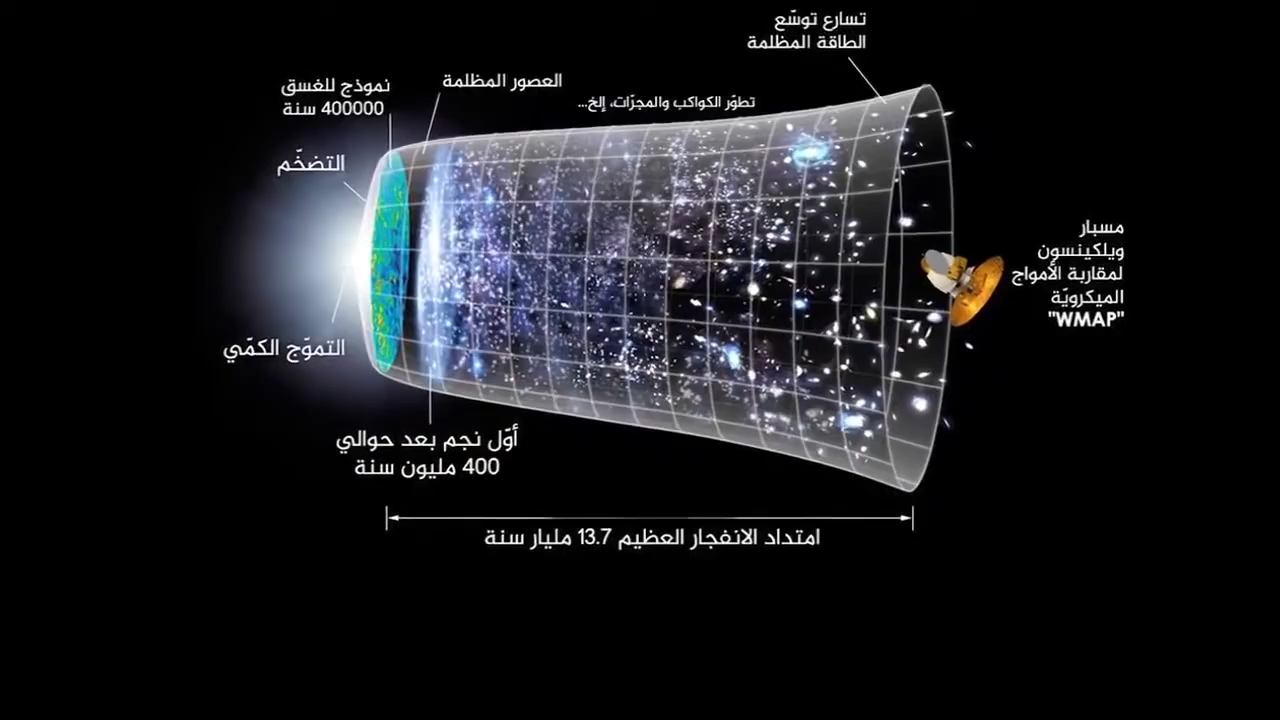 تسارع توسّع
الطاقة المظلمة
العصور المظلمة
نموذج للغسق
400000 سنة
تطوّر الكواكب والمجرّات، إلخ...
التضخّم
مسبار
ويلكينسون
لمقاربة الأمواج
الميكرويّة
"WMAP"
التموّج الكمّي
أوّل نجم بعد حوالي
400 مليون سنة
امتداد الانفجار العظيم 13.7 مليار سنة